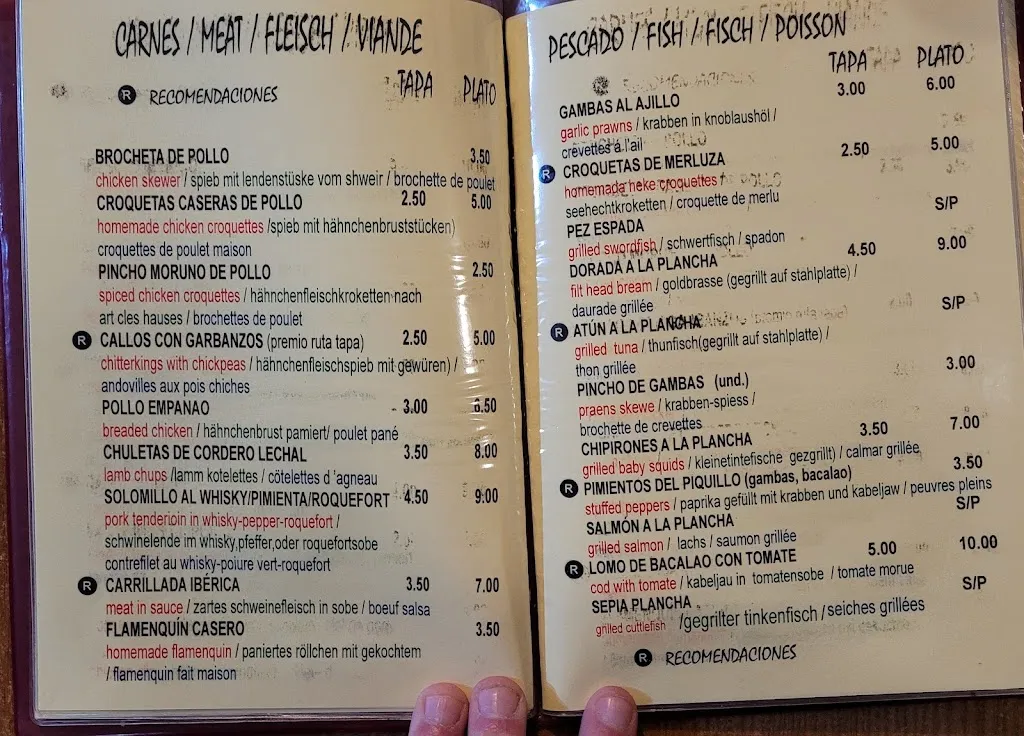 CARNES / MEAT / FLEISCH / VIANDE
R RECOMENDACIONES TAPA PLATO
BROCHETA DE POLLO 3.50
chicken skewer / spieb mit lendenstüske vom shweir / brochette de poulet
CROQUETAS CASERAS DE POLLO 2.50 5.00
homemade chicken croquettes /spieb mit hähnchenbruststücken)
croquettes de poulet maison
PINCHO MORUNO DE POLLO 2.50
spiced chicken croquettes / hähnchenfleischkroketten nach
art cles hauses / brochettes de poulet
R CALLOS CON GARBANZOS (premio ruta tapa) 2.50 5.00
chitterkings with chickpeas / hähnchenfleischspieb mit gewüren) /
andovilles aux pois chiches
POLLO EMPANAO 3.00 6.50
breaded chicken / hähnchenbrust pamiert/ poulet pané
CHULETAS DE CORDERO LECHAL 3.50 8.00
lamb chups /lamm kotelettes / côtelettes d 'agneau
SOLOMILLO AL WHISKY/PIMIENTA/ROQUEFORT 4.50 9.00
pork tenderioin in whisky-pepper-roquefort /
schwinelende im whisky,pfeffer,oder roquefortsobe
contrefilet au whisky-poiure vert-roquefort
R CARRILLADA IBÉRICA 3.50 7.00
meat in sauce / zartes schweinefleisch in sobe / boeuf salsa
FLAMENQUÍN CASERO 3.50
homemade flamenquin / paniertes röllchen mit gekochtem
/ flamenquin fait maison
PESCADO / FISH / FISCH / POISSON
TAPA PLATO
GAMBAS AL AJILLO 3.00 6.00
garlic prawns / krabben in knoblaushöl /
crevettes á l'ail
R CROQUETAS DE MERLUZA 2.50 5.00
homemade heke croquettes /
seehechtkroketten / croquette de merlu
PEZ ESPADA S/P
grilled swordfish / schwertfisch / spadon
DORADA A LA PLANCHA 4.50 9.00
filt head bream / goldbrasse (gegrillt auf stahlplatte) /
daurade grillée
R ATÚN A LA PLANCHA S/P
grilled tuna / thunfisch(gegrillt auf stahlplatte) /
thon grillée
PINCHO DE GAMBAS (und.) 3.00
praens skewe / krabben-spiess /
brochette de crevettes
CHIPIRONES A LA PLANCHA 3.50 7.00
grilled baby squids / kleinetintefische gezgrillt) / calmar grillée
R PIMIENTOS DEL PIQUILLO (gambas, bacalao) 3.50
stuffed peppers / paprika gefüllt mit krabben und kabeljaw / peuvres pleins
SALMÓN A LA PLANCHA S/P
grilled salmon / lachs / saumon grillée
R LOMO DE BACALAO CON TOMATE 5.00 10.00
cod with tomate / kabeljau in tomatensobe / tomate morue
SEPIA PLANCHA S/P
grilled cuttlefish /gegrilter tinkenfisch / seiches grillées
R RECOMENDACIONES